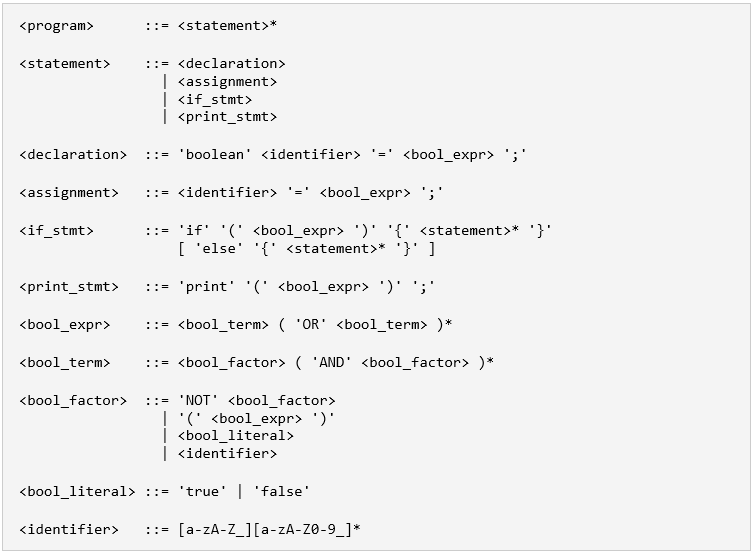 <program>      ::= <statement>*
<statement>    ::= <declaration>
                 | <assignment>
                 | <if_stmt>
                 | <print_stmt>
<declaration>  ::= 'boolean' <identifier> '=' <bool_expr> ';'
<assignment>   ::= <identifier> '=' <bool_expr> ';'
<if_stmt>      ::= 'if' '(' <bool_expr> ')' '{' <statement>* '}'
                   [ 'else' '{' <statement>* '}' ]
<print_stmt>   ::= 'print' '(' <bool_expr> ')' ';'
<bool_expr>    ::= <bool_term> ( 'OR' <bool_term> )*
<bool_term>    ::= <bool_factor> ( 'AND' <bool_factor> )*
<bool_factor>  ::= 'NOT' <bool_factor>
                 | '(' <bool_expr> ')'
                 | <bool_literal>
                 | <identifier>
<bool_literal> ::= 'true' | 'false'
<identifier>   ::= [a-zA-Z_][a-zA-Z0-9_]*